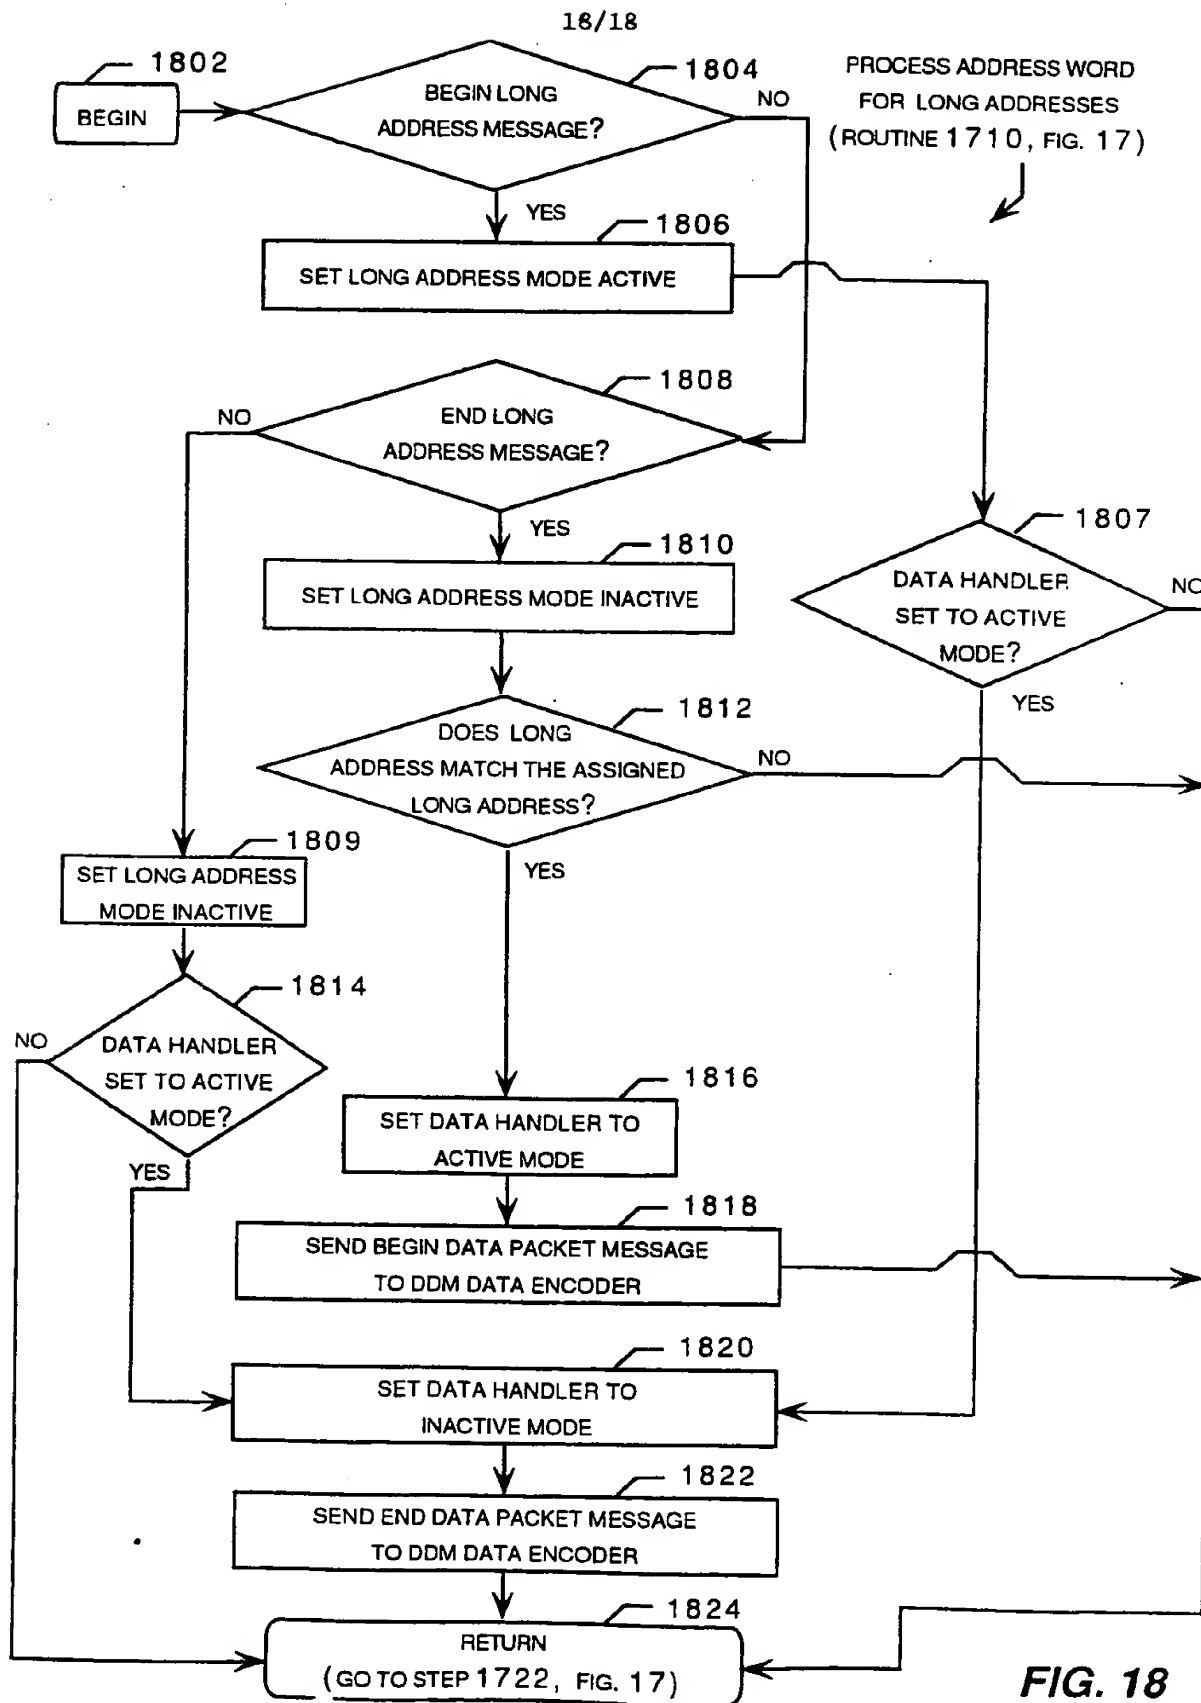 18/18
1802
BEGIN
1804
BEGIN LONG
ADDRESS MESSAGE?
NO
PROCESS ADDRESS WORD
FOR LONG ADDRESSES
(ROUTINE 1710, FIG. 17)
YES
1806
SET LONG ADDRESS MODE ACTIVE
1808
NO
END LONG
ADDRESS MESSAGE?
YES
1810
SET LONG ADDRESS MODE INACTIVE
1807
DATA HANDLER
SET TO ACTIVE
MODE?
NO
YES
1812
DOES LONG
ADDRESS MATCH THE ASSIGNED
LONG ADDRESS?
NO
YES
1809
SET LONG ADDRESS
MODE INACTIVE
1814
NO
DATA HANDLER
SET TO ACTIVE
MODE?
YES
1816
SET DATA HANDLER TO
ACTIVE MODE
1818
SEND BEGIN DATA PACKET MESSAGE
TO DDM DATA ENCODER
1820
SET DATA HANDLER TO
INACTIVE MODE
1822
SEND END DATA PACKET MESSAGE
TO DDM DATA ENCODER
1824
RETURN
(GO TO STEP 1722, FIG. 17)
FIG. 18